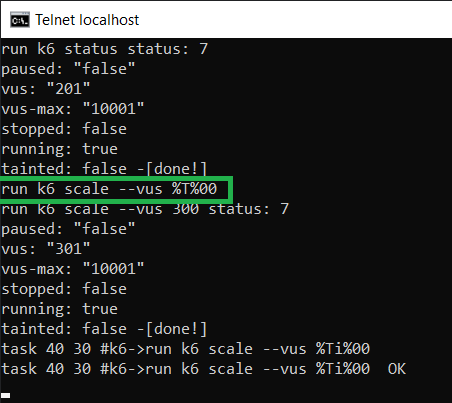 C:\.
Telnet localhost
run k6 status status: 7
paused: "false"
vus: "201"
vus-max: "10001"
stopped: false
running: true
tainted: false -[done!]
run k6 scale --vus %T%00
run k6 scale --vus 300 status: 7
paused: "false"
vus: "301"
vus-max: "10001"
stopped: false
running: true
tainted: false -[done!]
task 40 30 #k6->run k6 scale --vus %Ti%00
task 40 30 #k6->run k6 scale --vus %Ti%00  OK